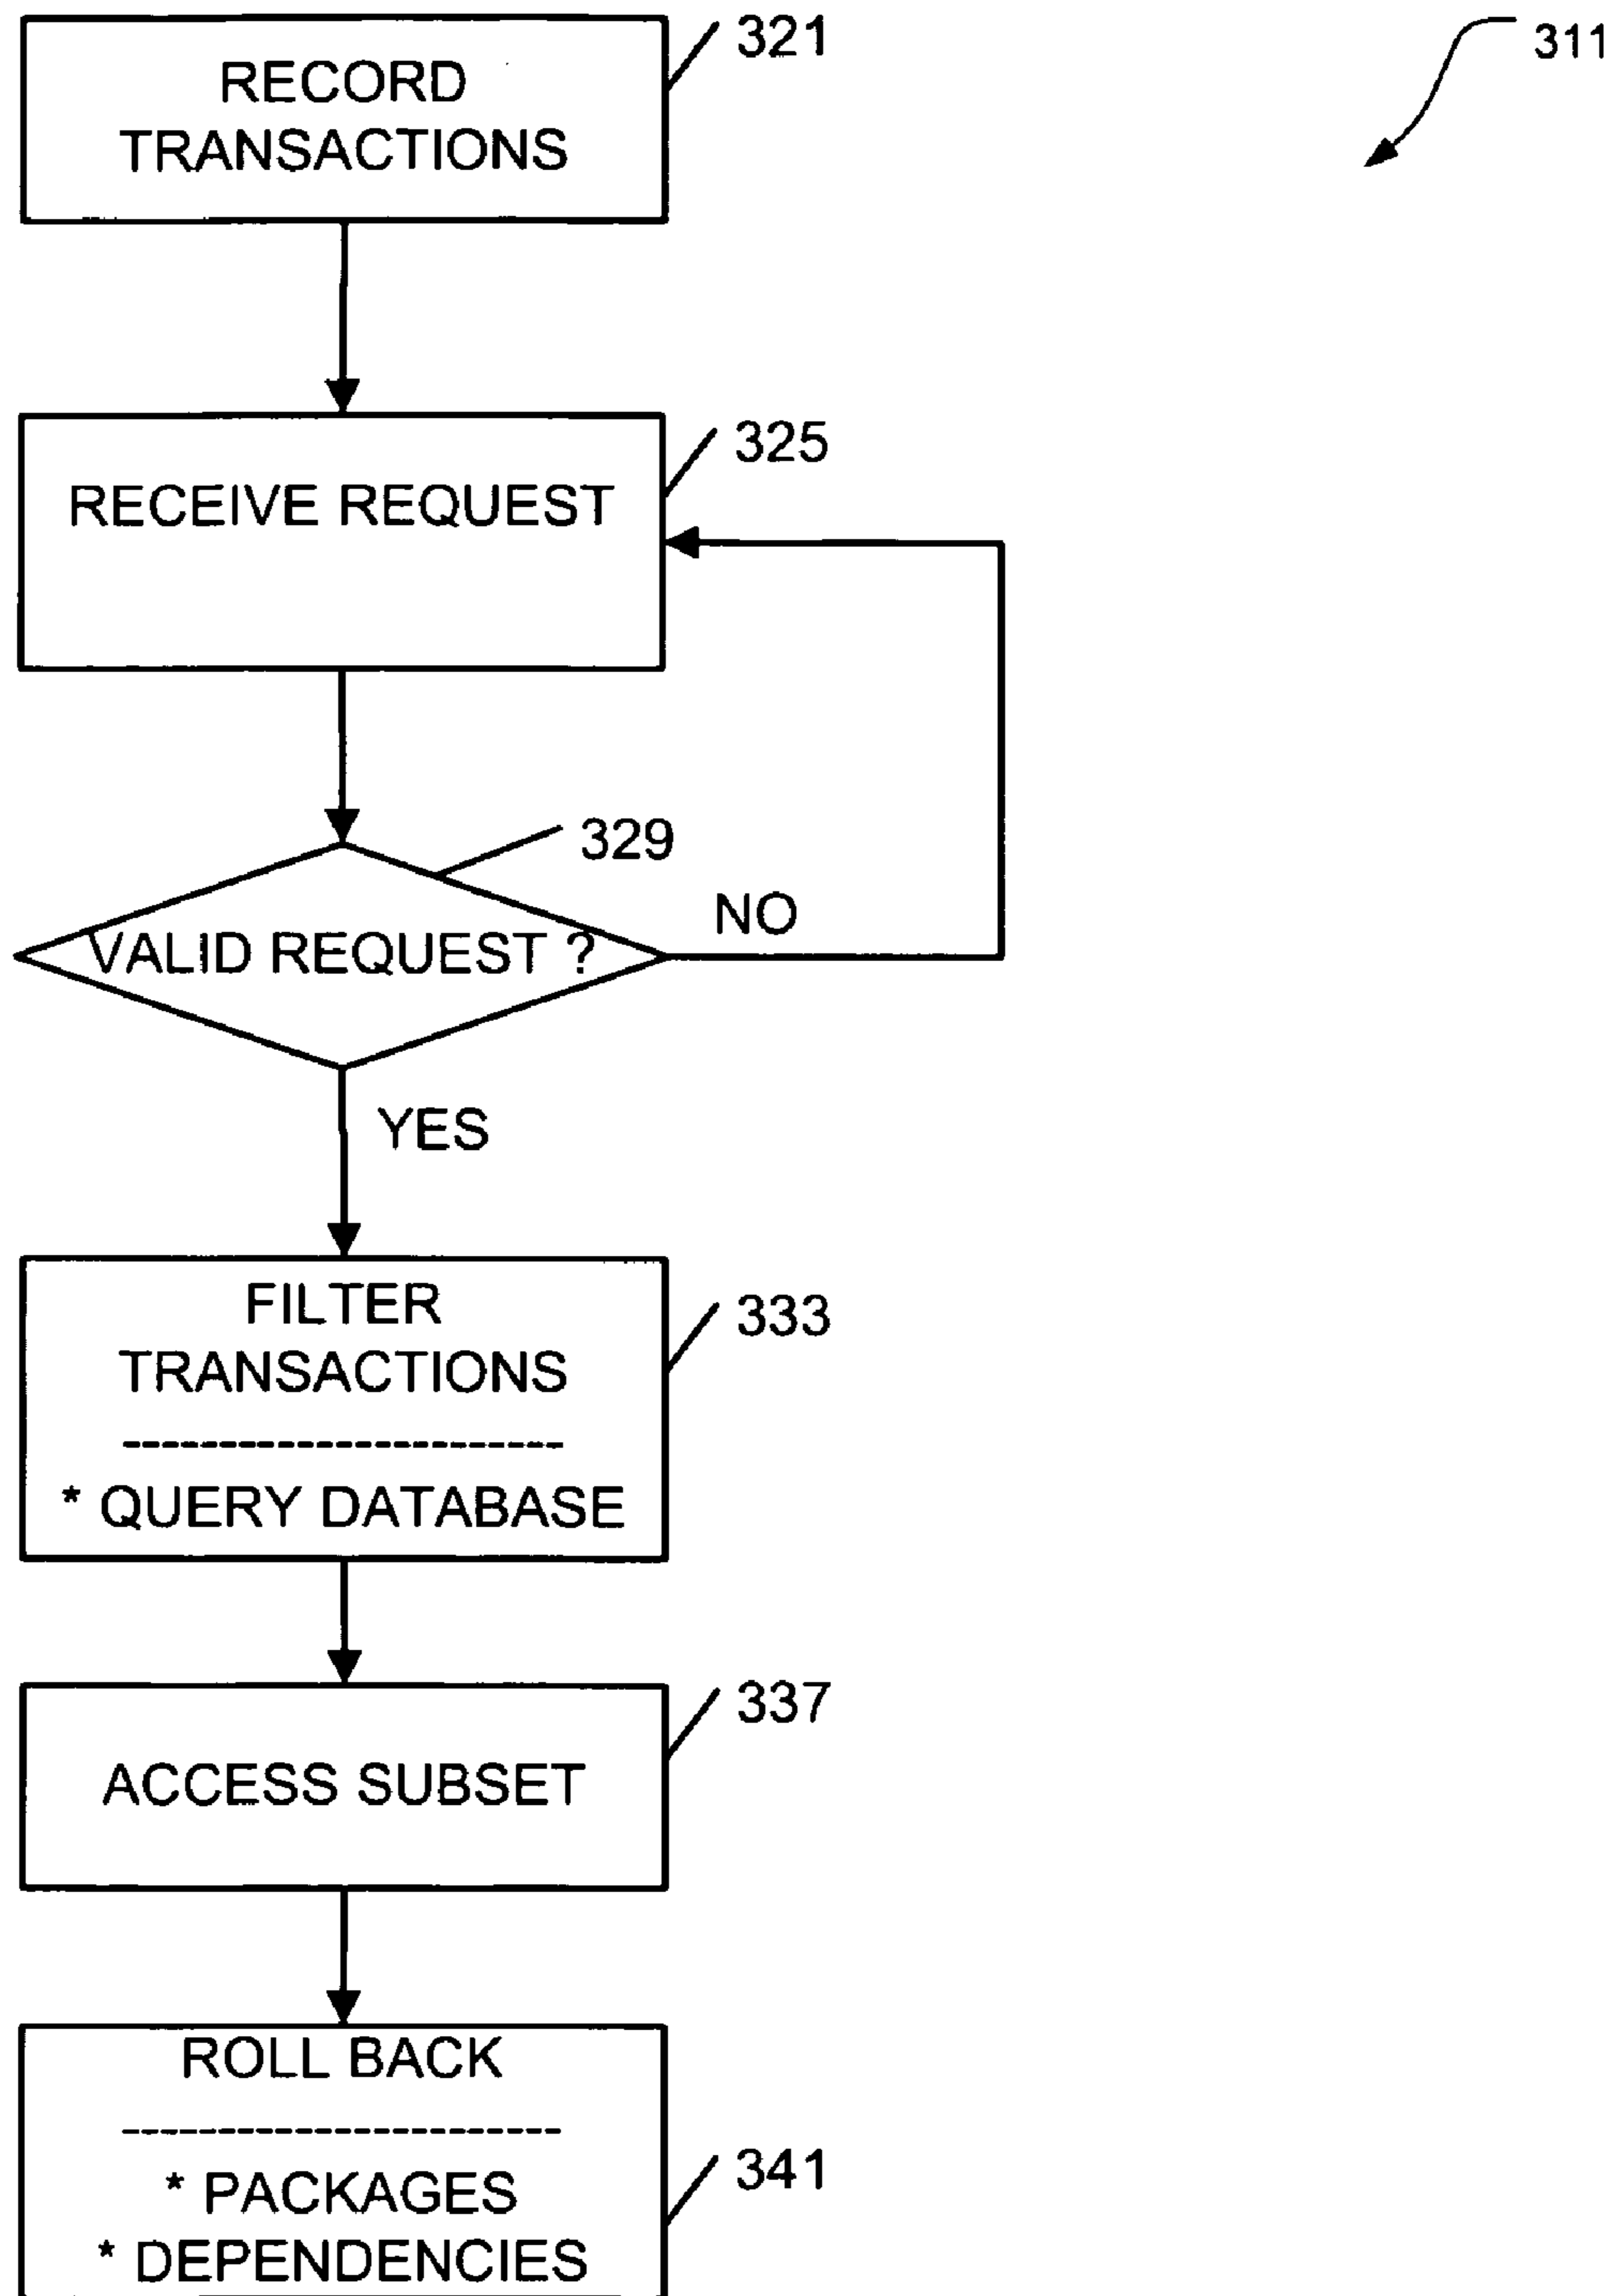 RECORD
TRANSACTIONS
321
311
RECEIVE REQUEST
325
VALID REQUEST ?
329
NO
YES
FILTER
TRANSACTIONS
-----------------------
* QUERY DATABASE
333
ACCESS SUBSET
337
ROLL BACK
-----------------------
* PACKAGES
* DEPENDENCIES
341